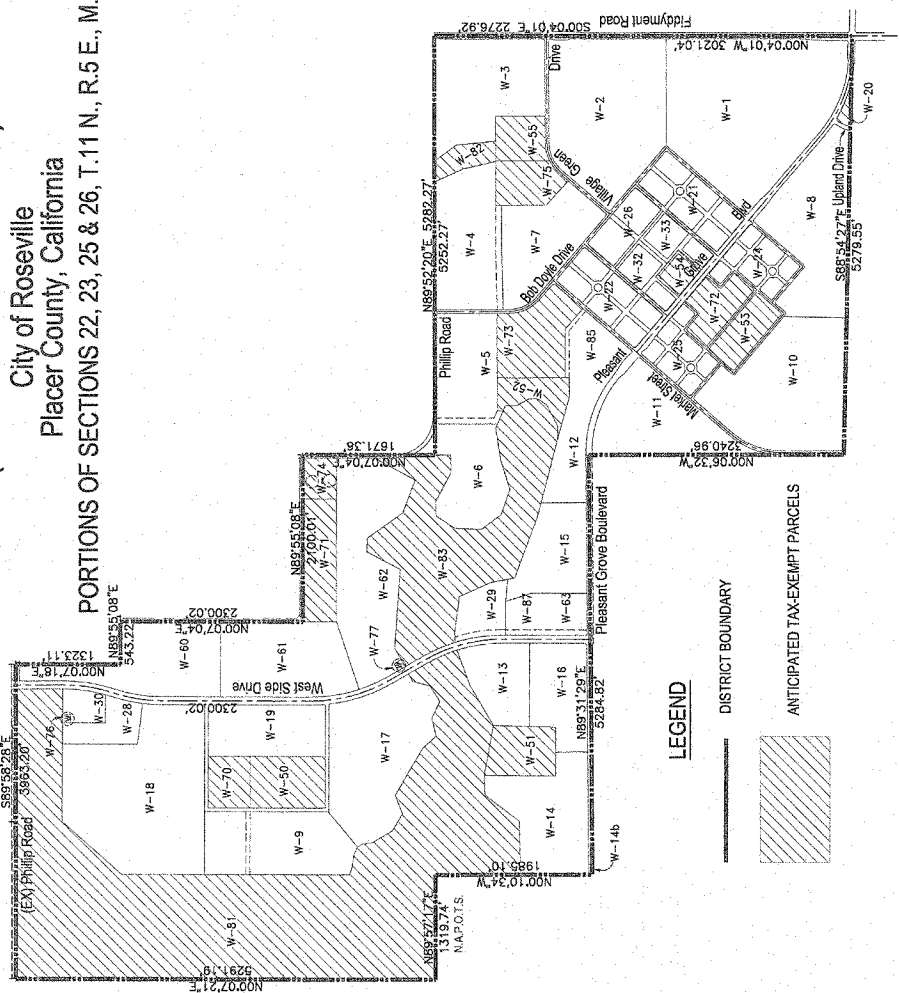 City of Roseville
Placer County, California
PORTIONS OF SECTIONS 22, 23, 25 & 26, T.11 N., R.5 E., M.
S89°58'28"E
3963.20'
(EX) Phillip Road
N00°07'18"E
1323.11'
N89°55'08"E
543.22'
N00°07'04"E
2300.02'
N89°55'08"E
2100.01'
N00°07'04"E
1671.36'
N89°52'20"E 5282.27'
5252.27'
S00°04'01"E 2276.92'
Fiddyment Road
N00°04'01"W 3021.04'
S88°54'27"E Upland Drive
5279.55'
N00°06'32"W
3240.96'
N89°31'29"E
5284.82
N00°10'34"W
1985.10'
N89°57'17"E
1319.74'
N.A.P.O.T.S.
N00°07'21"E
5291.19'
W-76
W-30
W-28
W-60
W-18
W-61
West Side Drive
2300.02'
W-19
W-70
W-50
W-9
W-17
W-81
W-77
W-62
W-71
W-74
W-83
W-6
W-29
W-87
W-63
W-15
W-12
W-13
W-16
W-51
W-14
W-14b
Pleasant Grove Boulevard
Phillip Road
W-5
W-73
W-52
W-85
W-11
W-4
W-7
W-82
W-3
W-55
W-75
Bob Doyle Drive
Village
Green
Drive
W-2
W-1
W-26
W-21
W-33
W-32
W-22
W-54
Pleasant
Grove
Blvd
W-24
W-72
W-53
W-25
Market Street
W-10
W-8
W-20
LEGEND
DISTRICT BOUNDARY
ANTICIPATED TAX-EXEMPT PARCELS